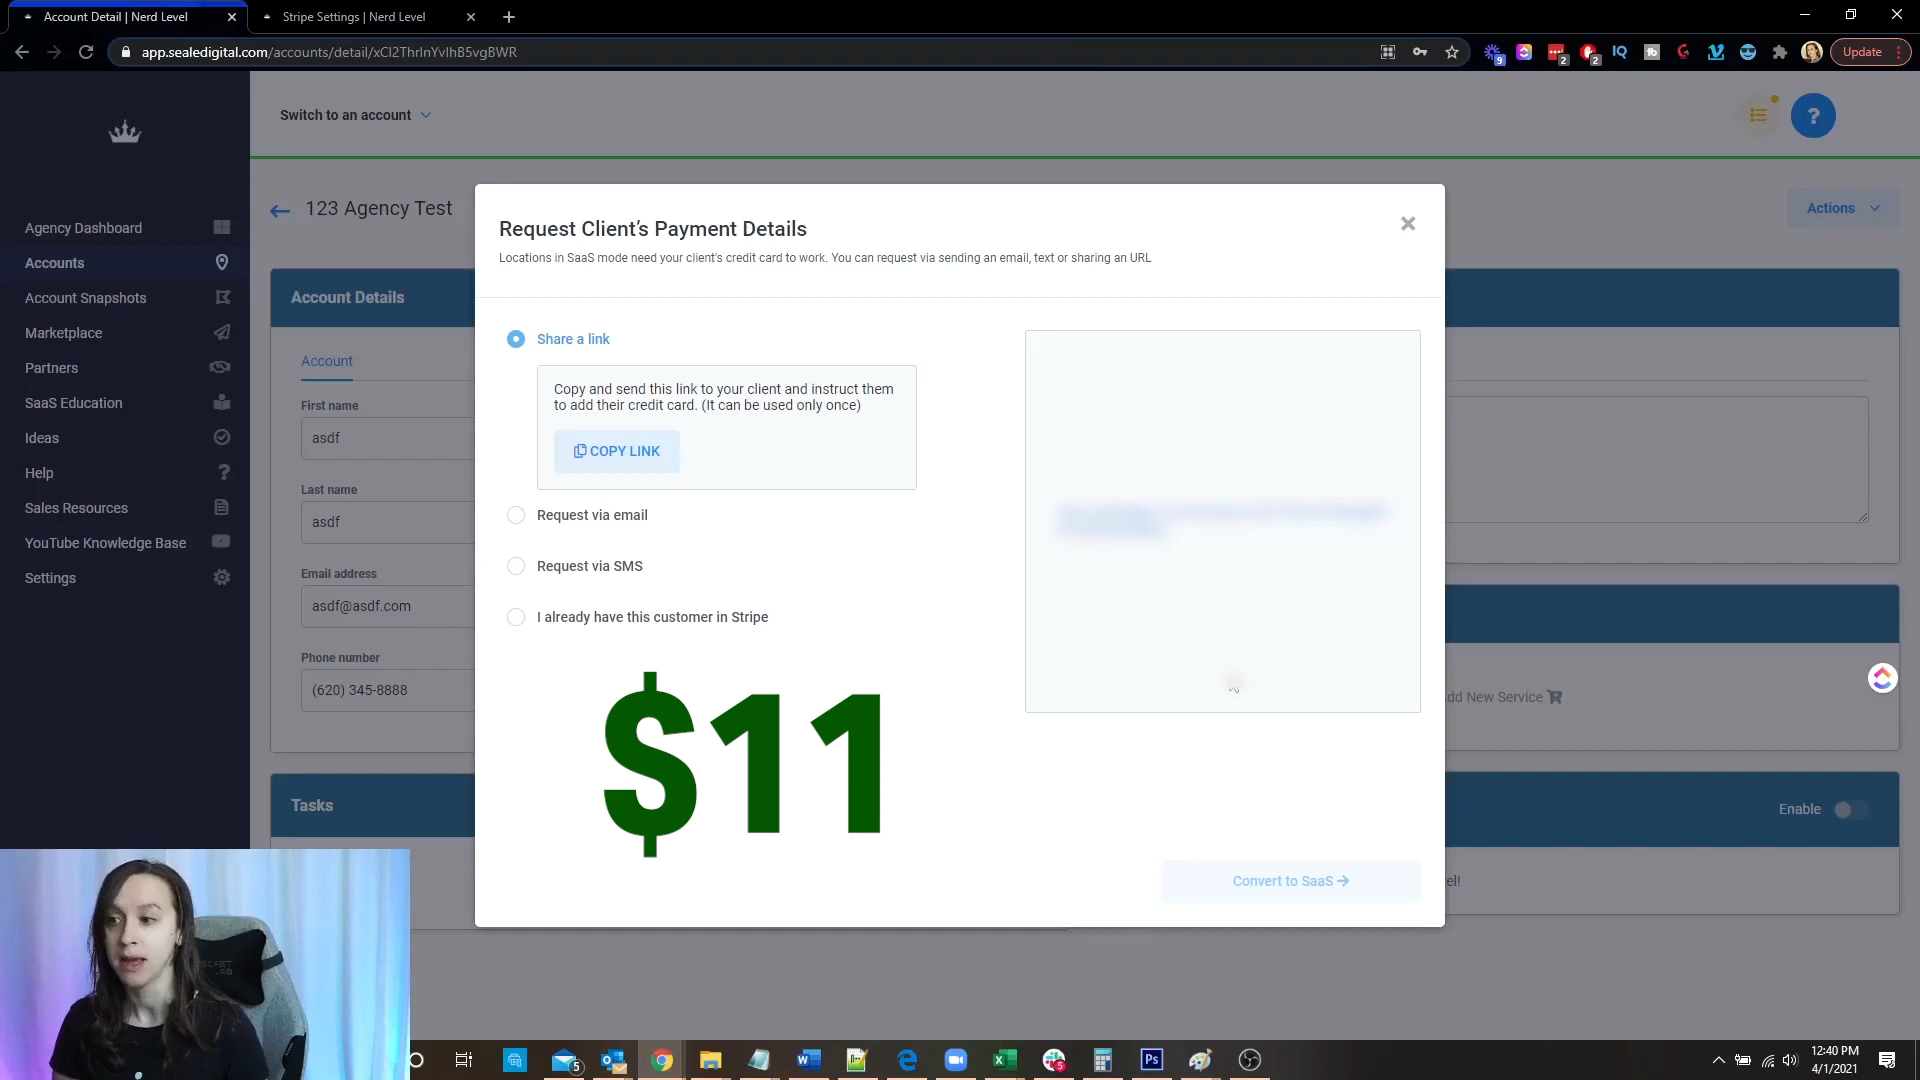 Account Detail | Nerd Level
Stripe Settings | Nerd Level
app.sealedigital.com/accounts/detail/xCl2ThrlnYvlhB5vgBWR
9
2
2
IQ
Update
Switch to an account
?
123 Agency Test
Actions
Agency Dashboard
Accounts
Account Snapshots
Marketplace
Partners
SaaS Education
Ideas
Help
Sales Resources
YouTube Knowledge Base
Settings
Account Details
Account
First name
asdf
Last name
asdf
Email address
asdf@asdf.com
Phone number
(620) 345-8888
Tasks
Request Client's Payment Details
Locations in SaaS mode need your client's credit card to work. You can request via sending an email, text or sharing an URL
Share a link
Copy and send this link to your client and instruct them
to add their credit card. (It can be used only once)
COPY LINK
Request via email
Request via SMS
I already have this customer in Stripe
$11
Convert to SaaS
dd New Service
Enable
el!
5
5
Ps
12:40 PM
4/1/2021